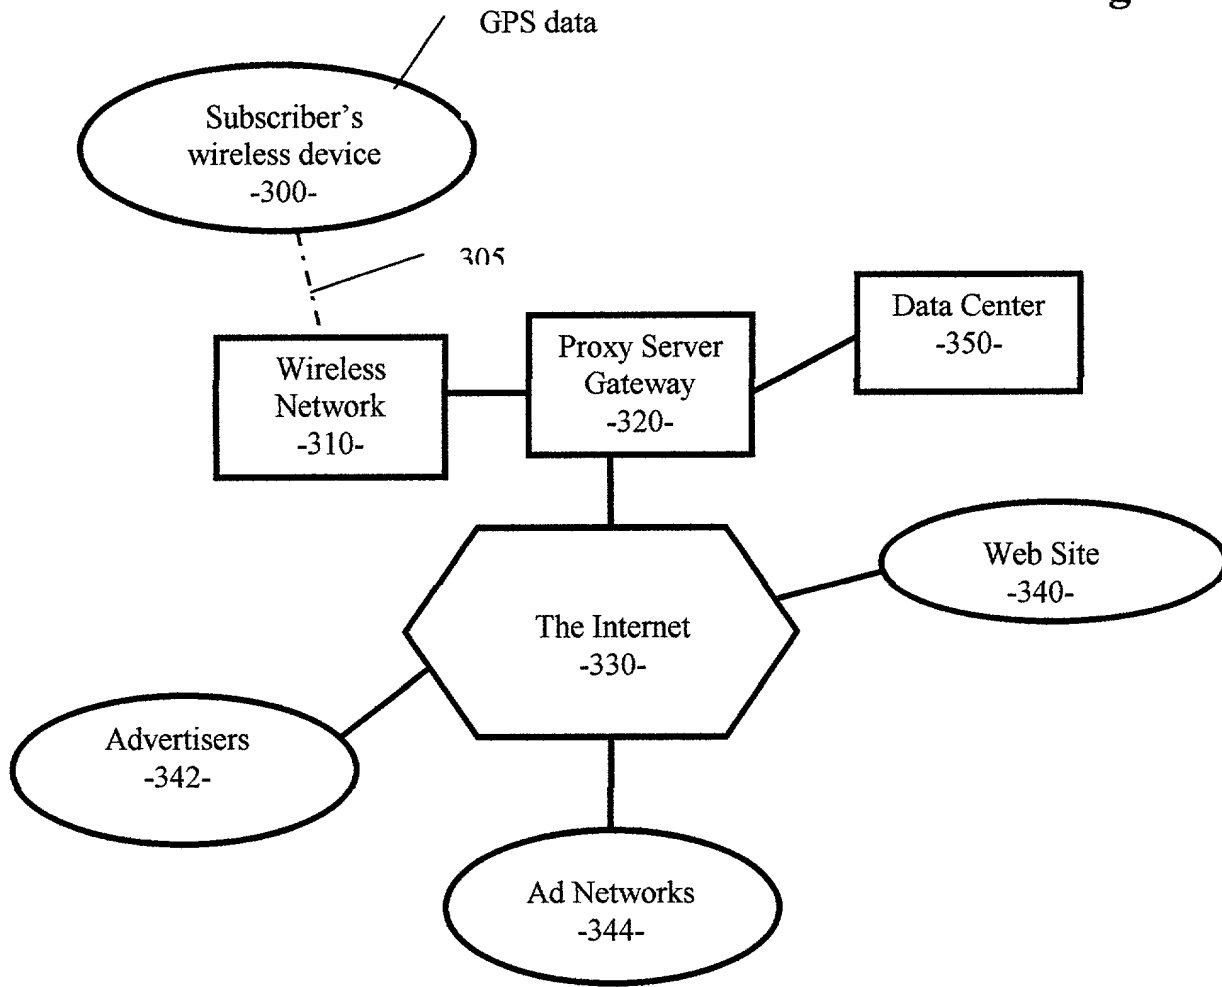 GPS data
Subscriber's
wireless device
-300-
305
Data Center
-350-
Proxy Server
Gateway
-320-
Wireless
Network
-310-
Web Site
-340-
The Internet
-330-
Advertisers
-342-
Ad Networks
-344-